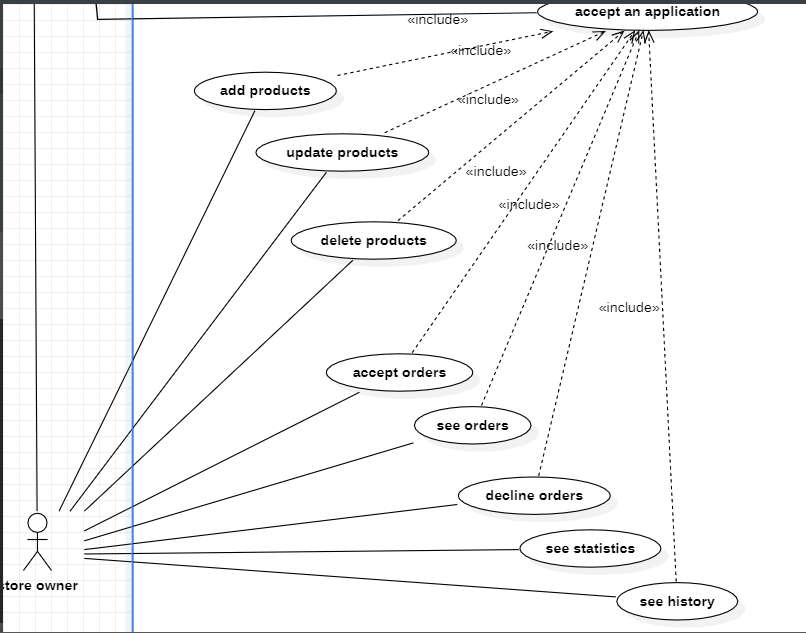 accept an application
«include»
«include»
add products
«include»
update products
«include»
«include»
delete products
«include»
«include»
accept orders
see orders
decline orders
see statistics
see history
store owner